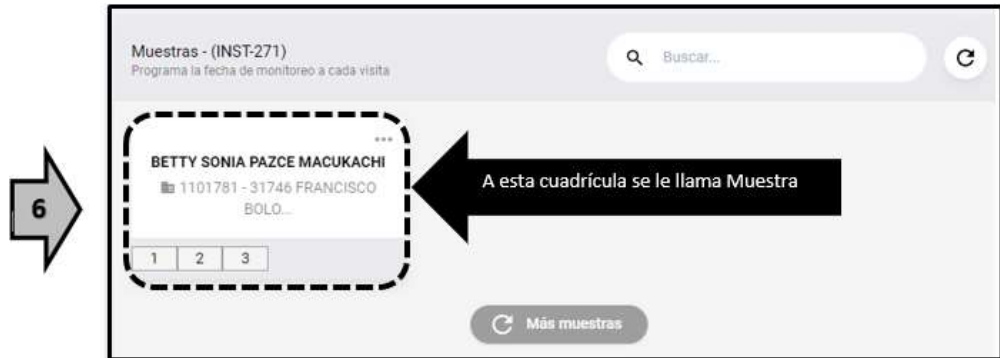 Muestras - (INST-271)
Programa la fecha de monitoreo a cada visita
Buscar...
BETTY SONIA PAZCE MACUKACHI
1101781 - 31746 FRANCISCO
BOLO...
A esta cuadrícula se le llama Muestra
6
1 2 3
Más muestras